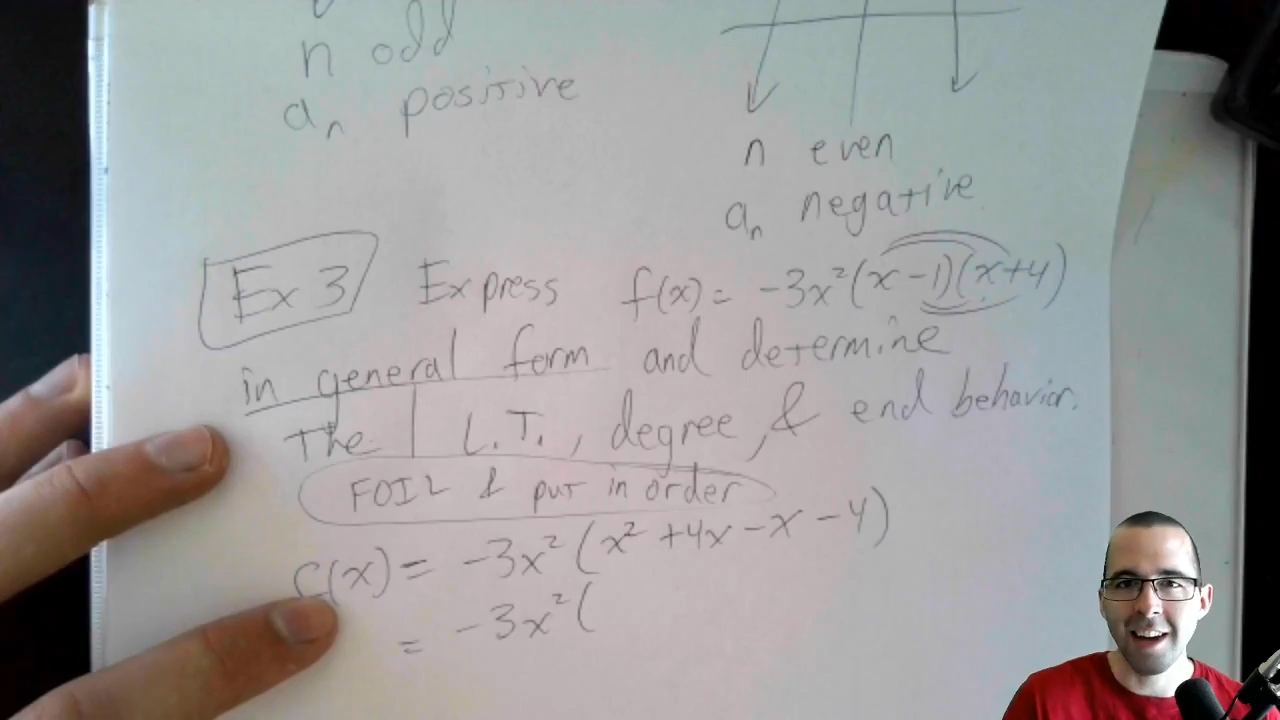 n odd
aₙ positive
n even
aₙ negative
Ex 3 Express f(x) = -3x²(x-1)(x+4)
in general form and determine
the L.T., degree, & end behavior.
FOIL & put in order
f(x) = -3x²(x² +4x -x -4)
= -3x²(